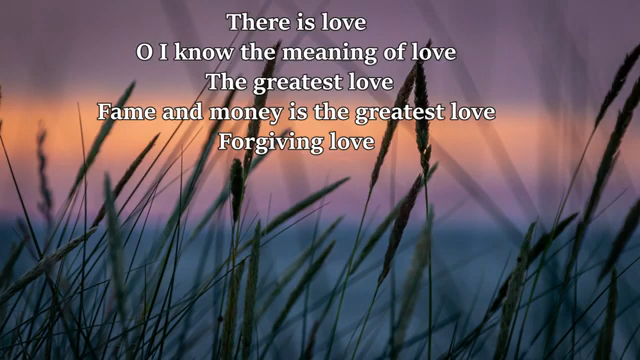 There is love
O I know the meaning of love
The greatest love
Fame and money is the greatest love
Forgiving love